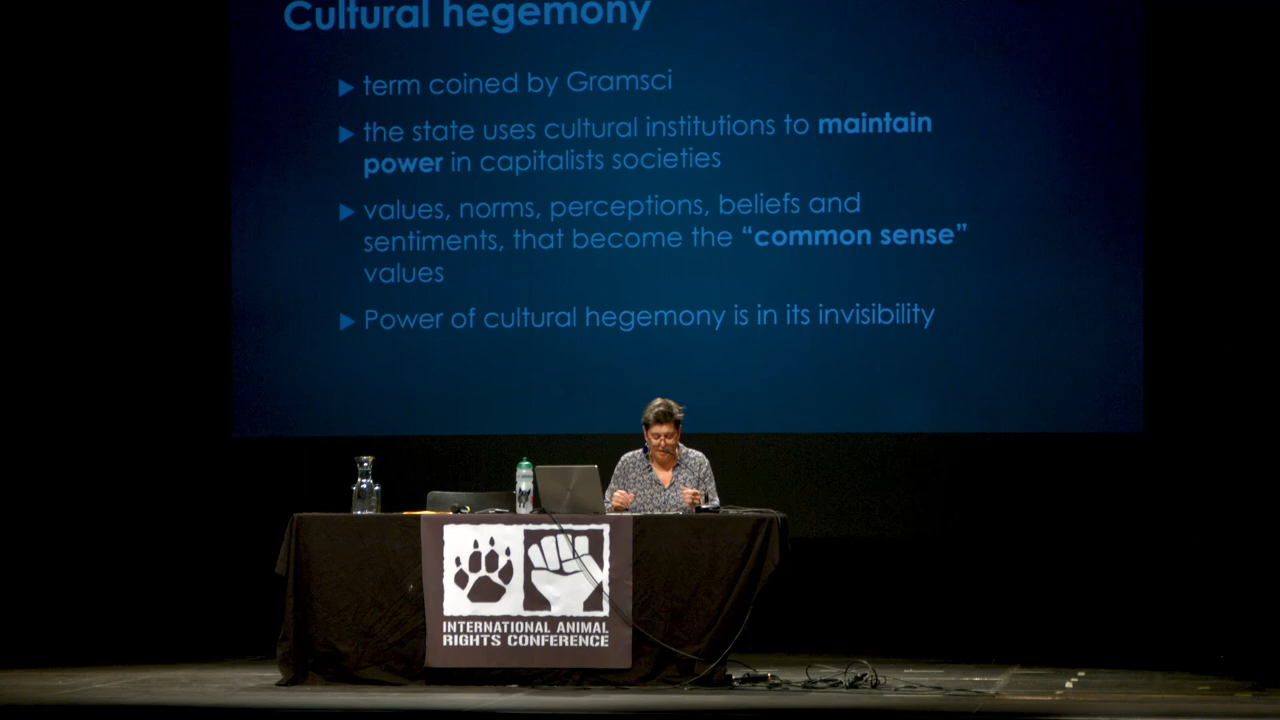 Cultural hegemony
term coined by Gramsci
the state uses cultural institutions to maintain
power in capitalists societies
values, norms, perceptions, beliefs and
sentiments, that become the “common sense”
values
Power of cultural hegemony is in its invisibility
INTERNATIONAL ANIMAL
RIGHTS CONFERENCE